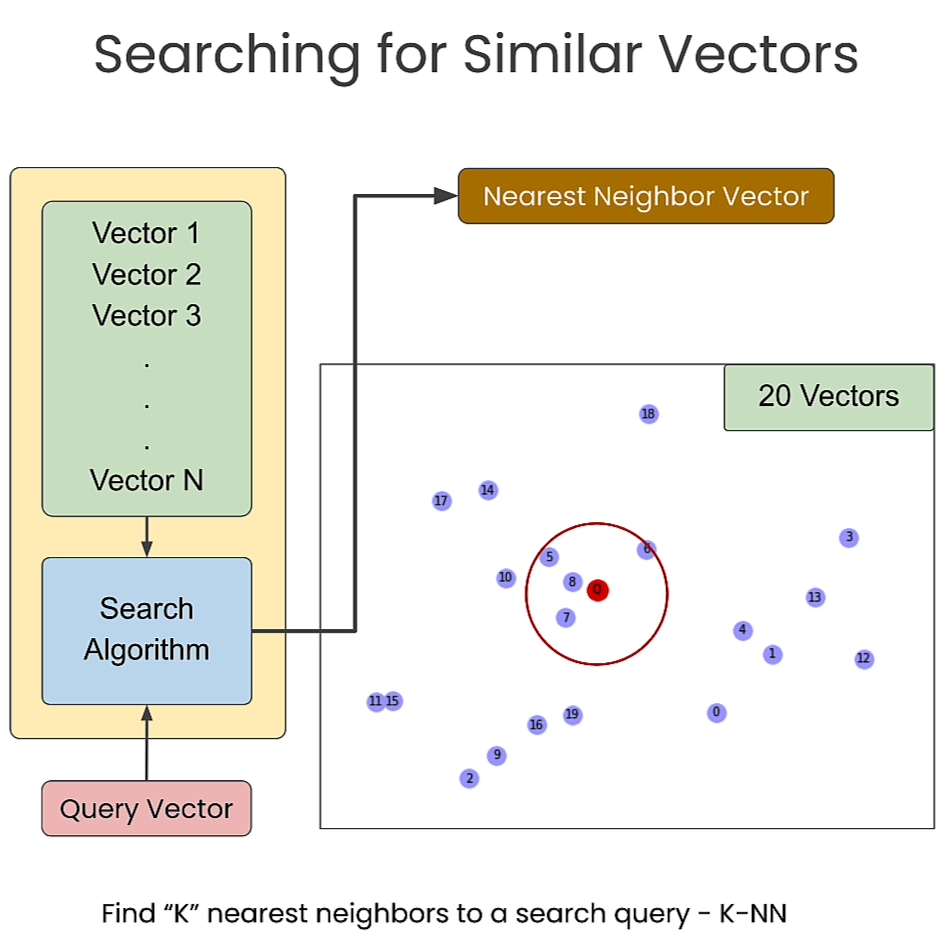 Searching for Similar Vectors
Nearest Neighbor Vector
Vector 1
Vector 2
Vector 3
.
.
.
Vector N
Search
Algorithm
Query Vector
20 Vectors
18
14
17
3
6
5
10
8
Q
13
7
4
1
12
11 15
0
19
16
9
2
Find “K” nearest neighbors to a search query - K-NN